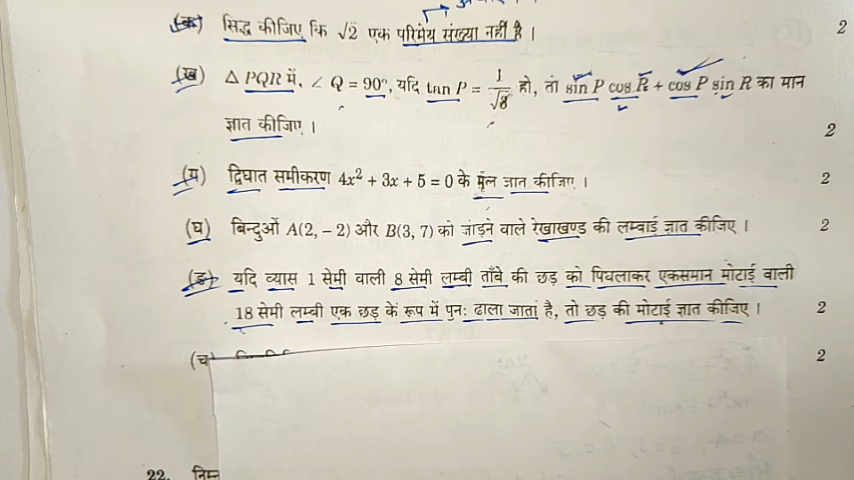 (क) सिद्ध कीजिए कि √2 एक परिमेय संख्या नहीं है। 2
(ख) △ PQR में, ∠ Q = 90°, यदि tan P = 1/√8 हो, तो sin P cos R + cos P sin R का मान
ज्ञात कीजिए। 2
(ग) द्विघात समीकरण 4x² + 3x + 5 = 0 के मूल ज्ञात कीजिए। 2
(घ) बिन्दुओं A(2, – 2) और B(3, 7) को जोड़ने वाले रेखाखण्ड की लम्बाई ज्ञात कीजिए। 2
(ङ) यदि व्यास 1 सेमी वाली 8 सेमी लम्बी ताँबे की छड़ को पिघलाकर एकसमान मोटाई वाली
18 सेमी लम्बी एक छड़ के रूप में पुनः ढाला जाता है, तो छड़ की मोटाई ज्ञात कीजिए। 2
(च) 2
22. निम्न